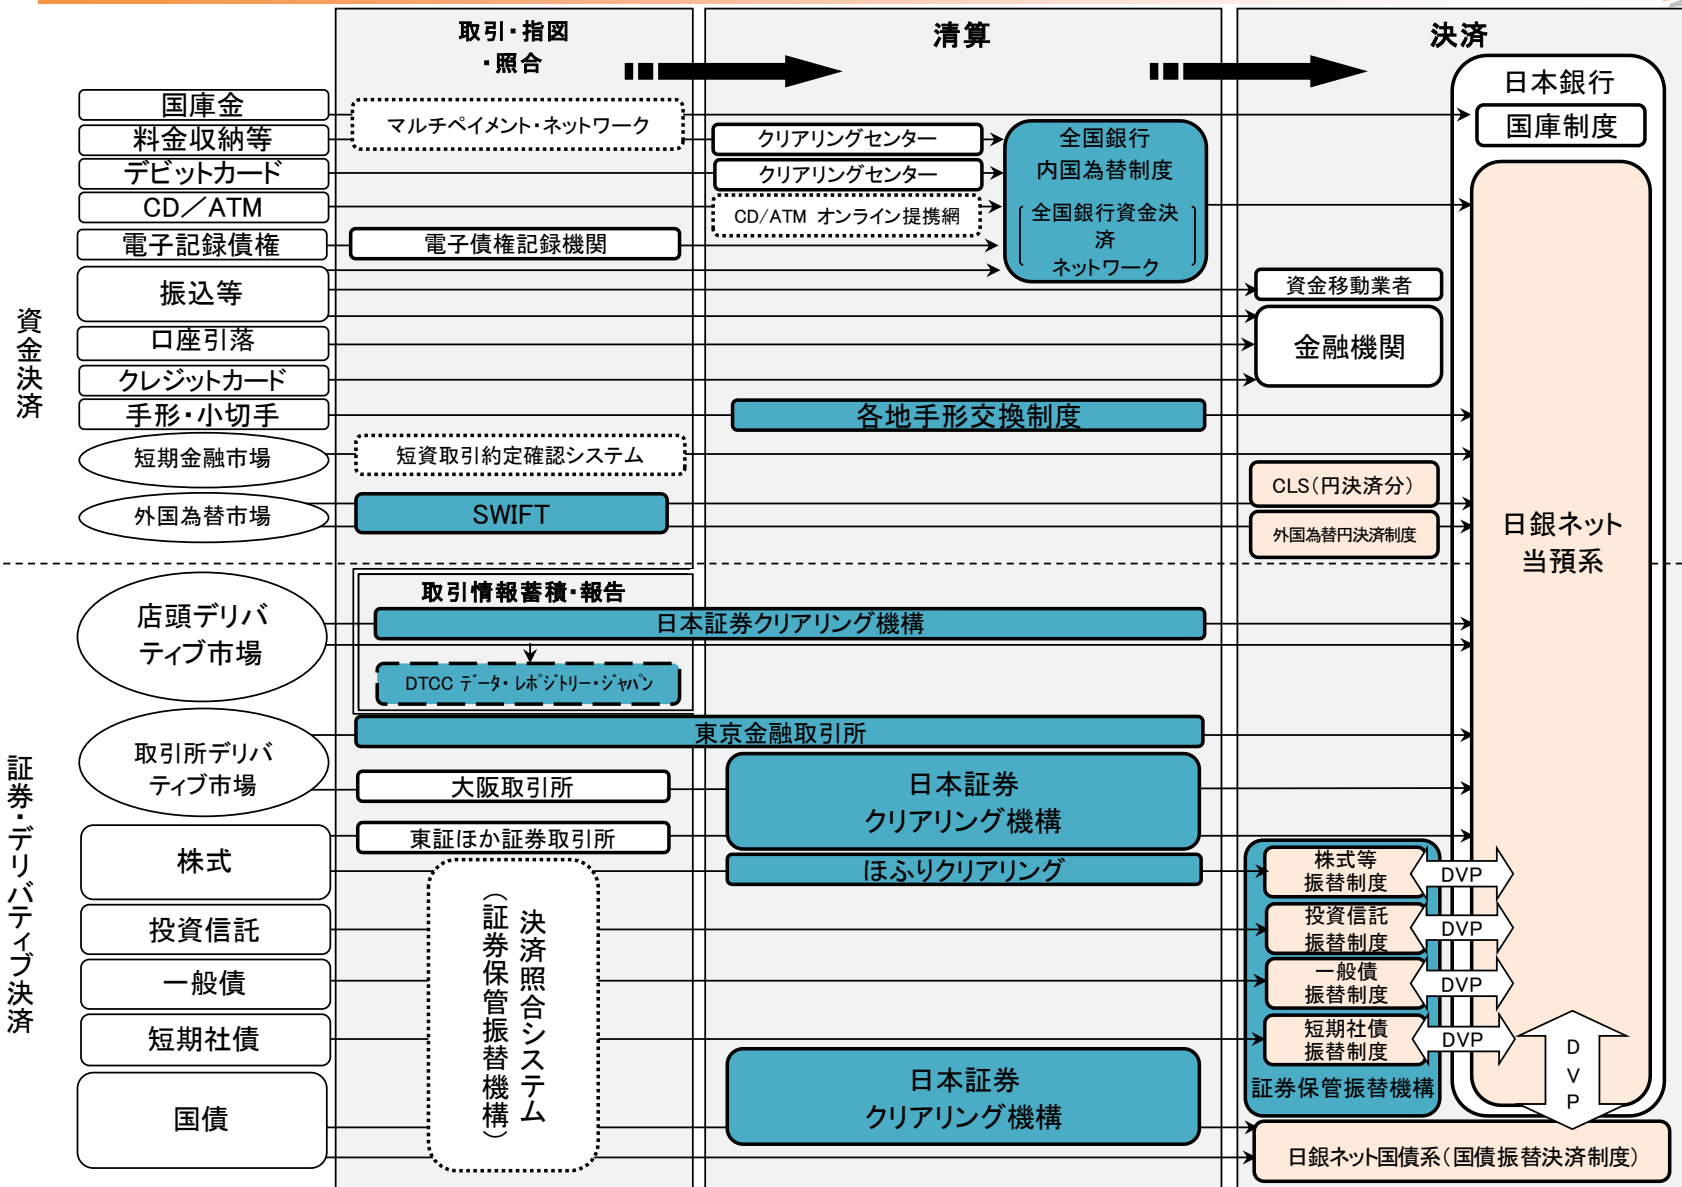 取引・指図
・照合
清算
決済
資金決済
国庫金
料金収納等
デビットカード
CD／ATM
電子記録債権
振込等
口座引落
クレジットカード
手形・小切手
短期金融市場
外国為替市場
マルチペイメント・ネットワーク
電子債権記録機関
短資取引約定確認システム
SWIFT
クリアリングセンター
クリアリングセンター
CD/ATM オンライン提携網
全国銀行
内国為替制度
全国銀行資金決
済
ネットワーク
各地手形交換制度
資金移動業者
金融機関
CLS（円決済分）
外国為替円決済制度
日本銀行
国庫制度
日銀ネット
当預系
証券・デリバティブ決済
店頭デリバ
ティブ市場
取引所デリバ
ティブ市場
株式
投資信託
一般債
短期社債
国債
取引情報蓄積・報告
日本証券クリアリング機構
DTCC ﾃﾞｰﾀ・ﾚﾎﾟｼﾞﾄﾘｰ・ｼﾞｬﾊﾟﾝ
東京金融取引所
大阪取引所
東証ほか証券取引所
決済照合システム
（証券保管振替機構）
日本証券
クリアリング機構
ほふりクリアリング
日本証券
クリアリング機構
株式等
振替制度
DVP
投資信託
振替制度
DVP
一般債
振替制度
DVP
短期社債
振替制度
DVP
証券保管振替機構
D
V
P
日銀ネット国債系（国債振替決済制度）